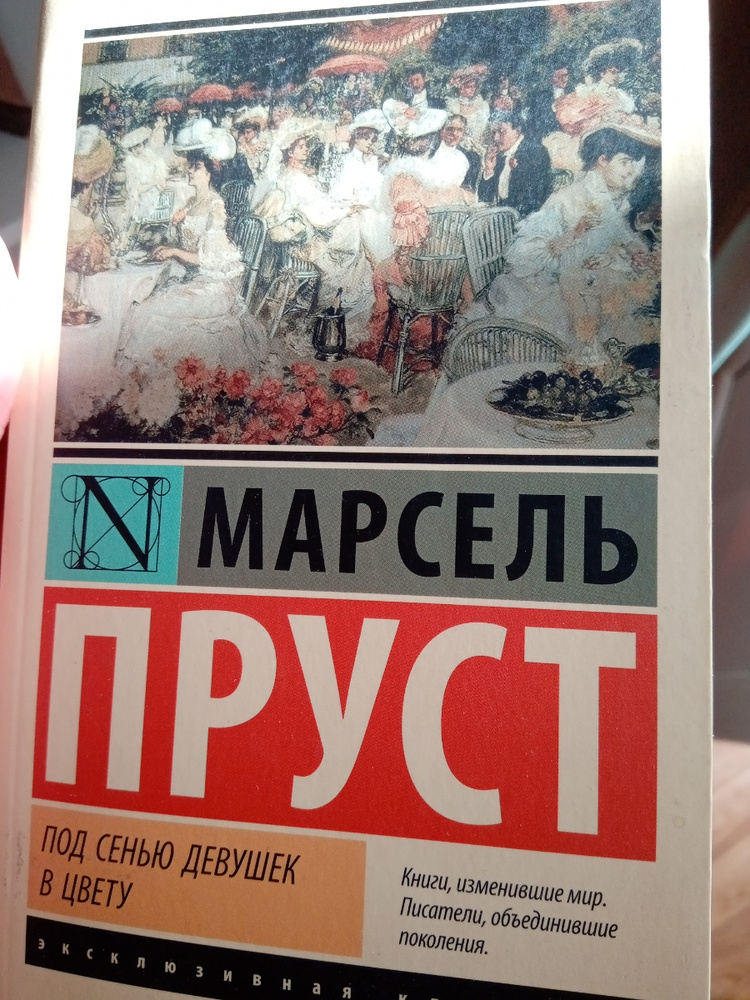 N МАРСЕЛЬ
ПРУСТ
ПОД СЕНЬЮ ДЕВУШЕК
В ЦВЕТУ
Книги, изменившие мир.
Писатели, объединившие
поколения.
эксклюзивная